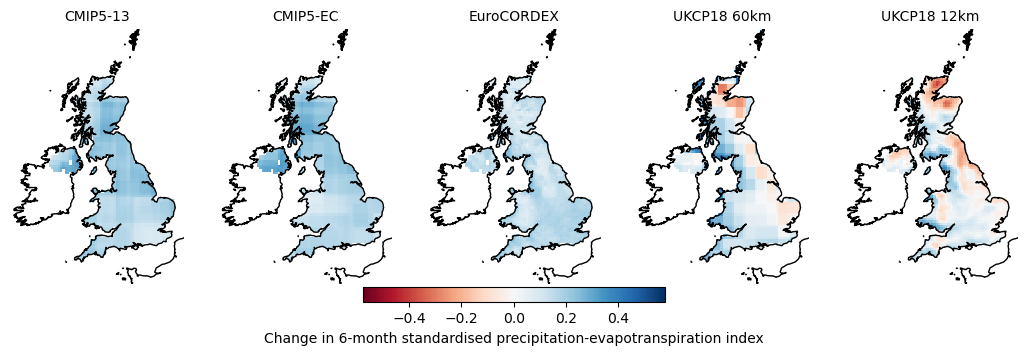 CMIP5-13 CMIP5-EC EuroCORDEX UKCP18 60km UKCP18 12km
−0.4 −0.2 0.0 0.2 0.4
Change in 6-month standardised precipitation-evapotranspiration index